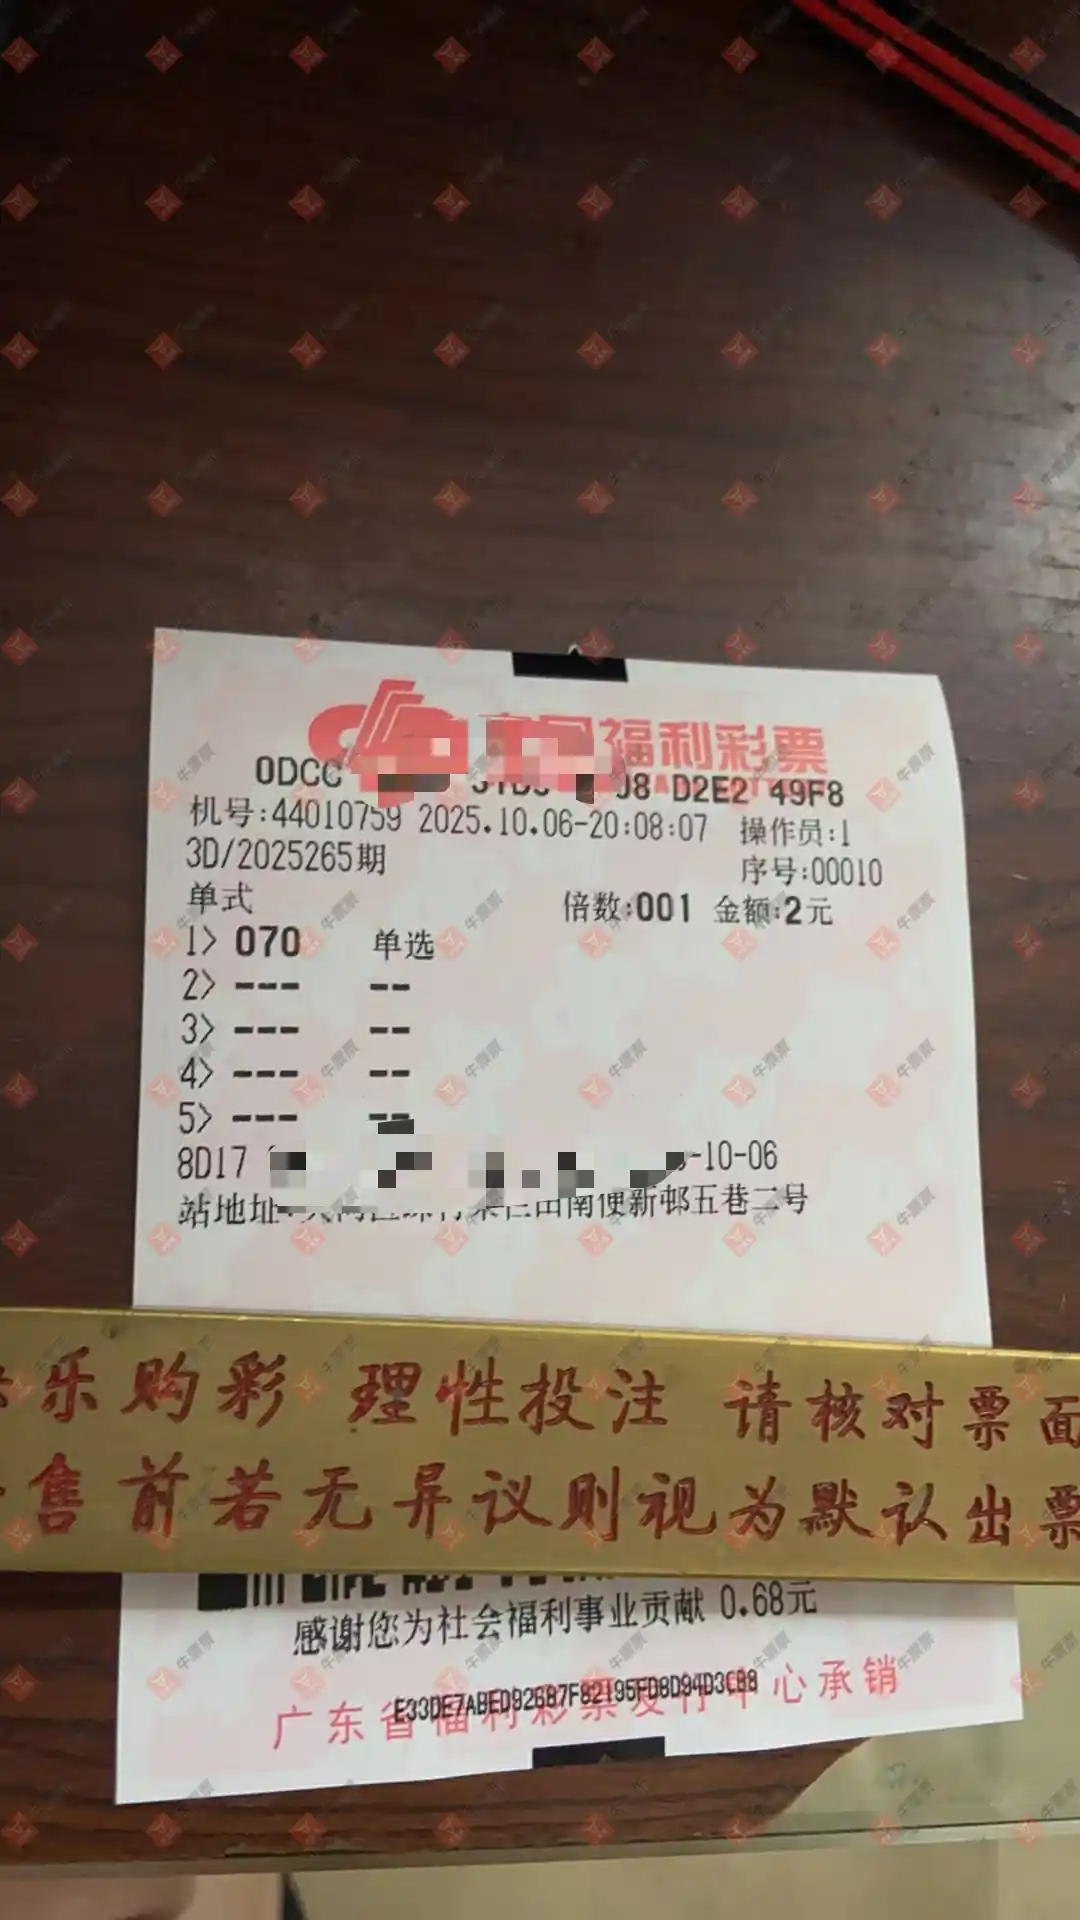 福利彩票
0DCC D2E2 49F8
机号:44010759 2025.10.06-20:08:07 操作员:1
3D/2025265期 序号:00010
单式 倍数:001 金额:2元
1> 070 单选
2> --- --
3> --- --
4> --- --
5> --- --
8D17 -10-06
站地址 南便新邨五巷二号
乐购彩 理性投注 请核对票面
售前若无异议则视为默认出票
感谢您为社会福利事业贡献 0.68元
E33DE7ABED92687F82195FD8D94D3CB8
广东省福利彩票发行中心承销
牛票票